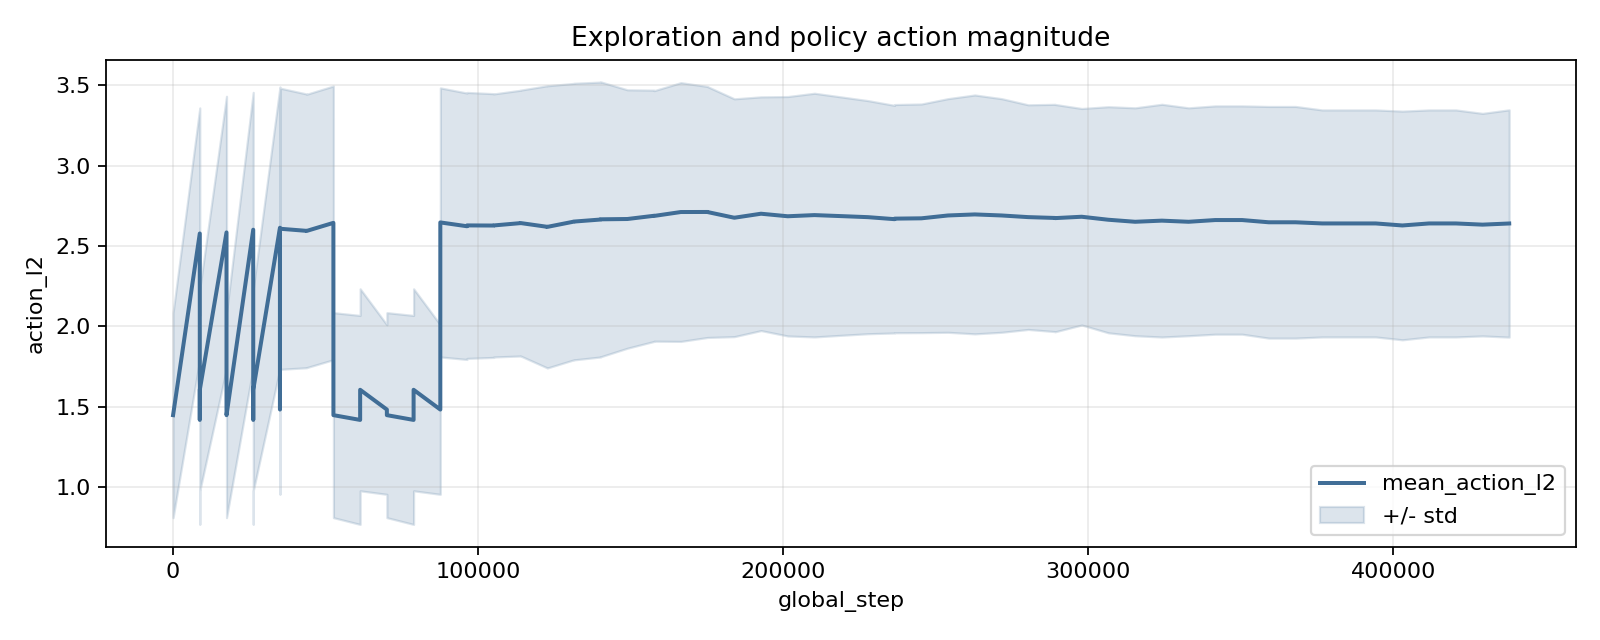 Exploration and policy action magnitude
action_l2
3.5
3.0
2.5
2.0
1.5
1.0
mean_action_l2
+/- std
0
100000
200000
300000
400000
global_step